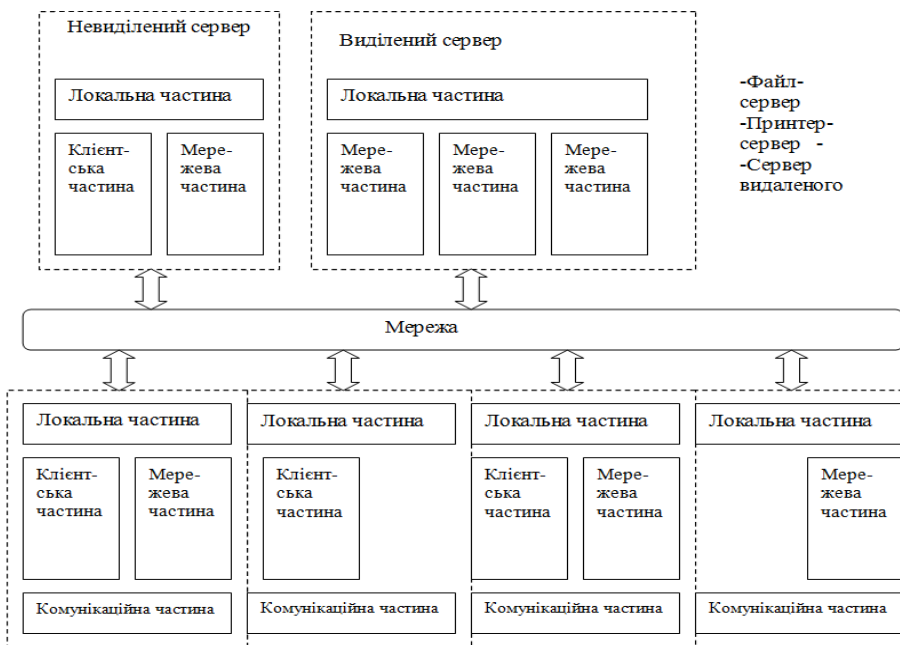 Невиділений сервер
Локальна частина
Клієнт-
ська
частина
Мере-
жева
частина
Виділений сервер
Локальна частина
Мере-
жева
частина
Мере-
жева
частина
Мере-
жева
частина
-Файл-
сервер
-Принтер-
сервер -
-Сервер
видаленого
Мережа
Локальна частина
Клієнт-
ська
частина
Мере-
жева
частина
Комунікаційна частина
Локальна частина
Клієнт-
ська
частина
Комунікаційна частина
Локальна частина
Клієнт-
ська
частина
Мере-
жева
частина
Комунікаційна частина
Локальна частина
Мере-
жева
частина
Комунікаційна частина